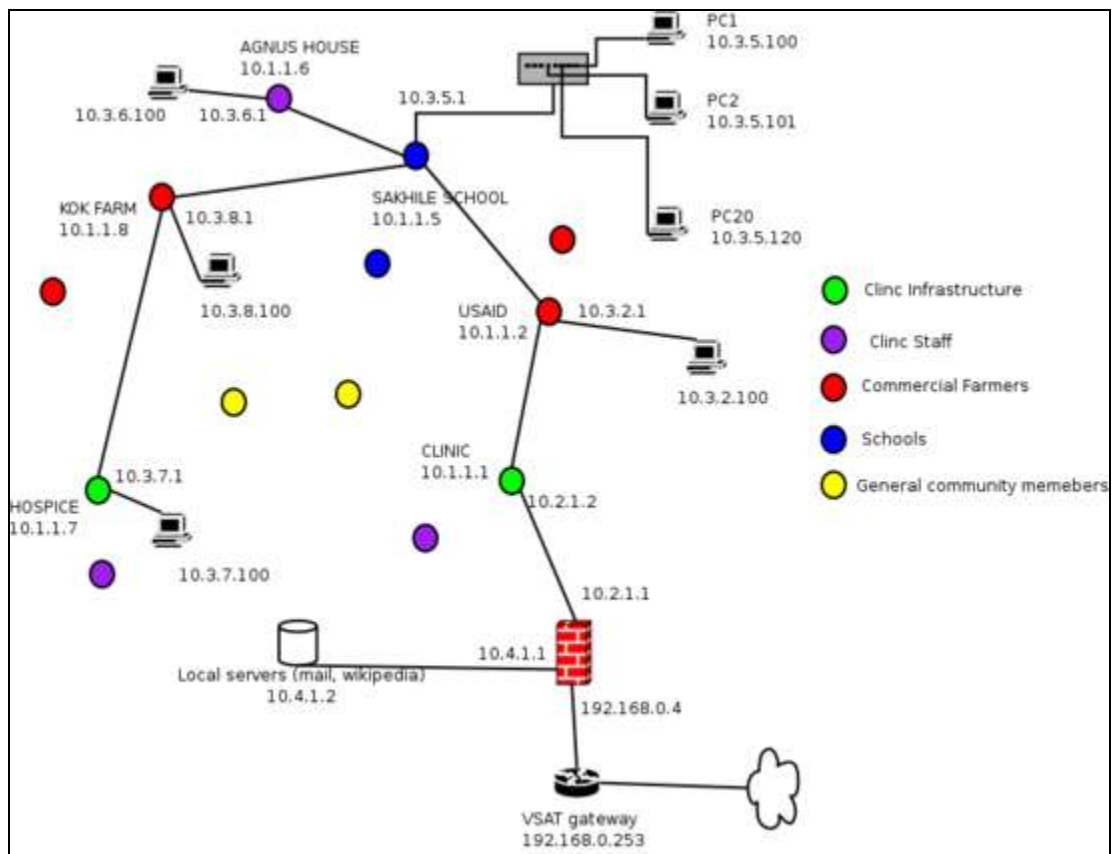 PC1
10.3.5.100
AGNUS HOUSE
10.1.1.6
10.3.6.100
10.3.6.1
10.3.5.1
PC2
10.3.5.101
KOK FARM
10.1.1.8
10.3.8.1
SAKHILE SCHOOL
10.1.1.5
PC20
10.3.5.120
10.3.8.100
USAID
10.1.1.2
10.3.2.1
10.3.2.100
Clinc Infrastructure
Clinc Staff
Commercial Farmers
Schools
General community memebers
CLINIC
10.1.1.1
10.2.1.2
10.3.7.1
HOSPICE
10.1.1.7
10.3.7.100
10.2.1.1
10.4.1.1
Local servers (mail, wikipedia)
10.4.1.2
192.168.0.4
VSAT gateway
192.168.0.253